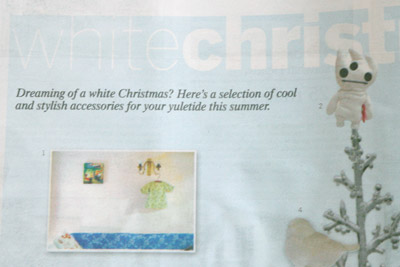 whitechrist
Dreaming of a white Christmas? Here's a selection of cool
and stylish accessories for your yuletide this summer.
2
1